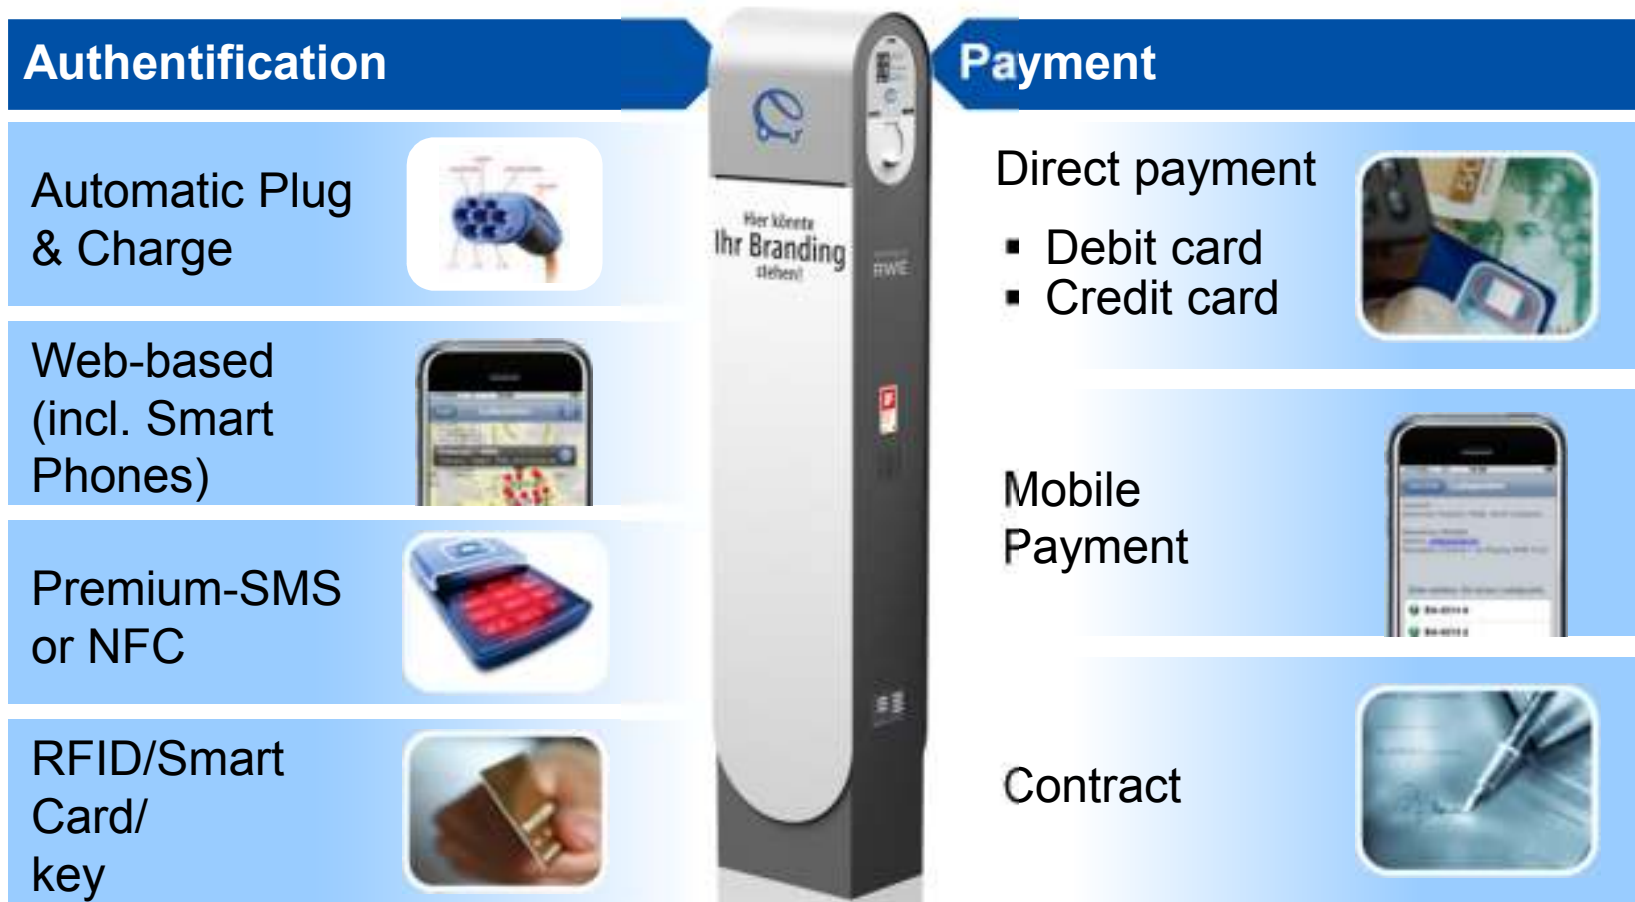 Authentification
Payment
Automatic Plug
& Charge
Web-based
(incl. Smart
Phones)
Premium-SMS
or NFC
RFID/Smart
Card/
key
Hier könnte
Ihr Branding
stehen!
RWE
Direct payment
▪ Debit card
▪ Credit card
Mobile
Payment
Contract